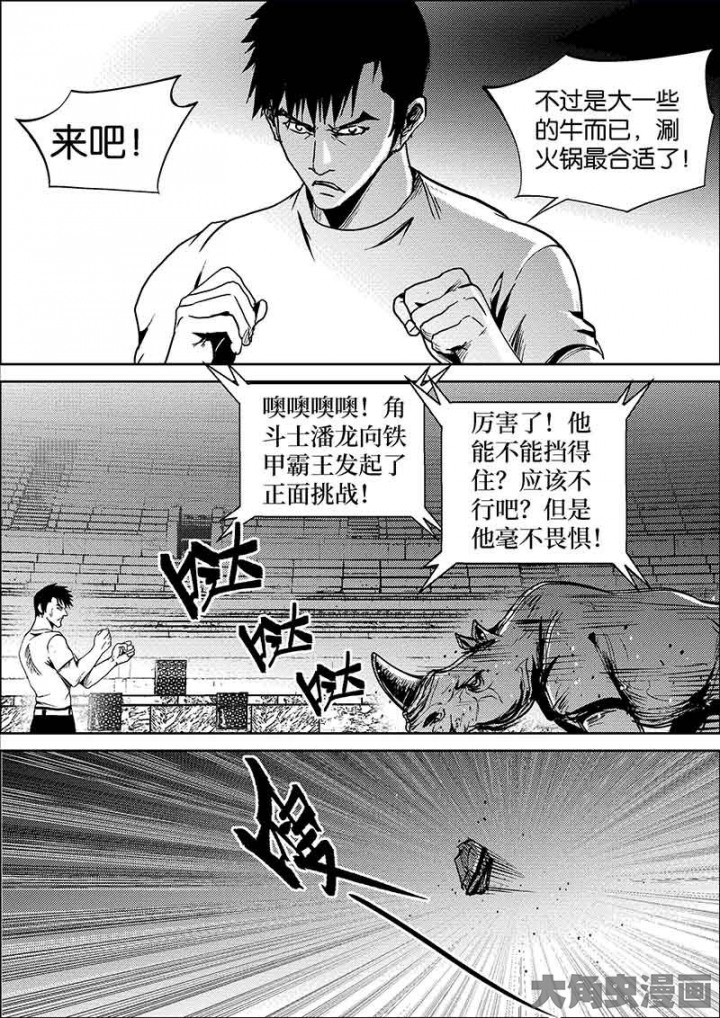 来吧！
不过是大一些
的牛而已，涮
火锅最合适了！
噢噢噢噢！角
斗士潘龙向铁
甲霸王发起了
正面挑战！
厉害了！他
能不能挡得
住？应该不
行吧？但是
他毫不畏惧！
哒
哒
哒
大角虫漫画